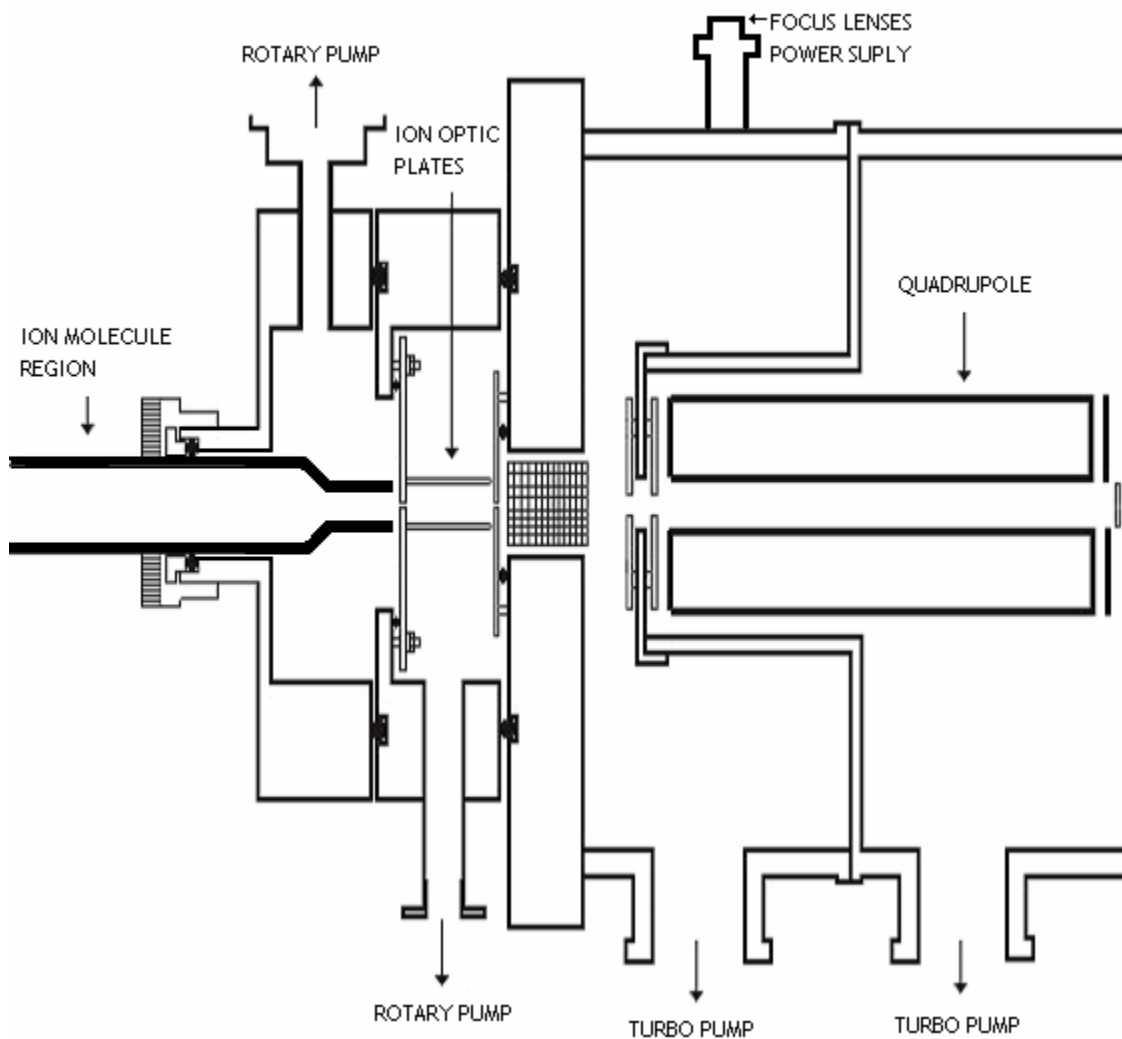 ←FOCUS LENSES
POWER SUPLY
ROTARY PUMP
ION OPTIC
PLATES
QUADRUPOLE
ION MOLECULE
REGION
ROTARY PUMP
TURBO PUMP
TURBO PUMP